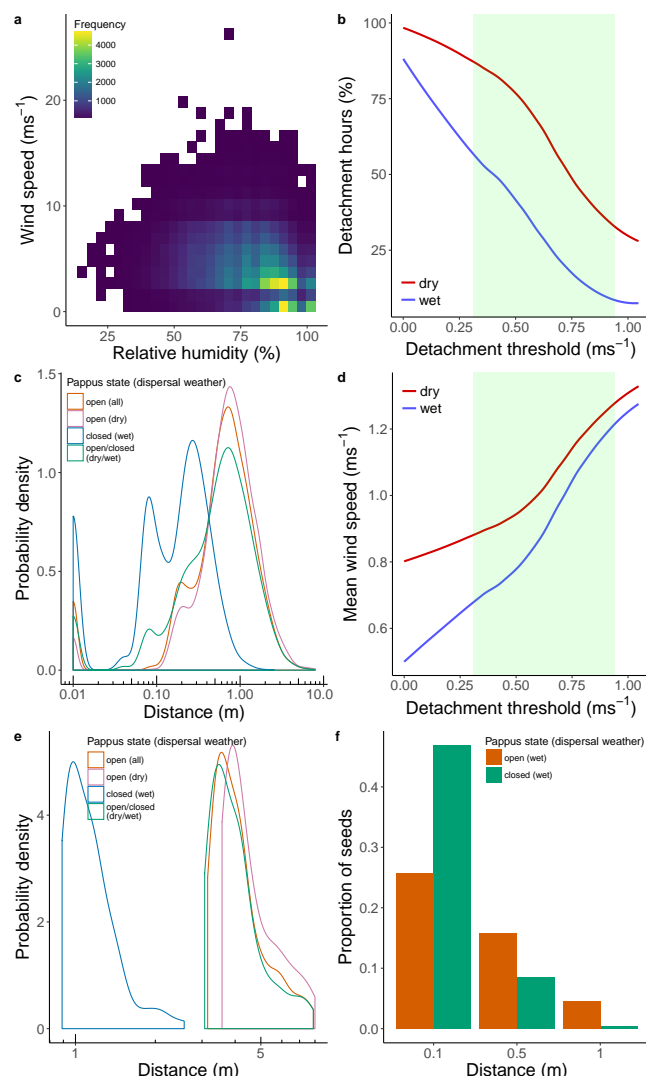 a
Frequency
4000
3000
2000
1000
Wind speed (ms⁻¹)
20
10
0
25
50
75
100
Relative humidity (%)
b
Detachment hours (%)
100
75
50
25
dry
wet
0.00
0.25
0.50
0.75
1.00
Detachment threshold (ms⁻¹)
c
Pappus state (dispersal weather)
open (all)
open (dry)
closed (wet)
open/closed
(dry/wet)
Probability density
1.5
1.0
0.5
0.0
0.01
0.10
1.00
10.0
Distance (m)
d
Mean wind speed (ms⁻¹)
1.2
1.0
0.8
0.6
dry
wet
0.00
0.25
0.50
0.75
1.00
Detachment threshold (ms⁻¹)
e
Pappus state (dispersal weather)
open (all)
open (dry)
closed (wet)
open/closed
(dry/wet)
Probability density
4
2
0
1
5
Distance (m)
f
Pappus state (dispersal weather)
open (wet)
closed (wet)
Proportion of seeds
0.4
0.3
0.2
0.1
0.0
0.1
0.5
1
Distance (m)